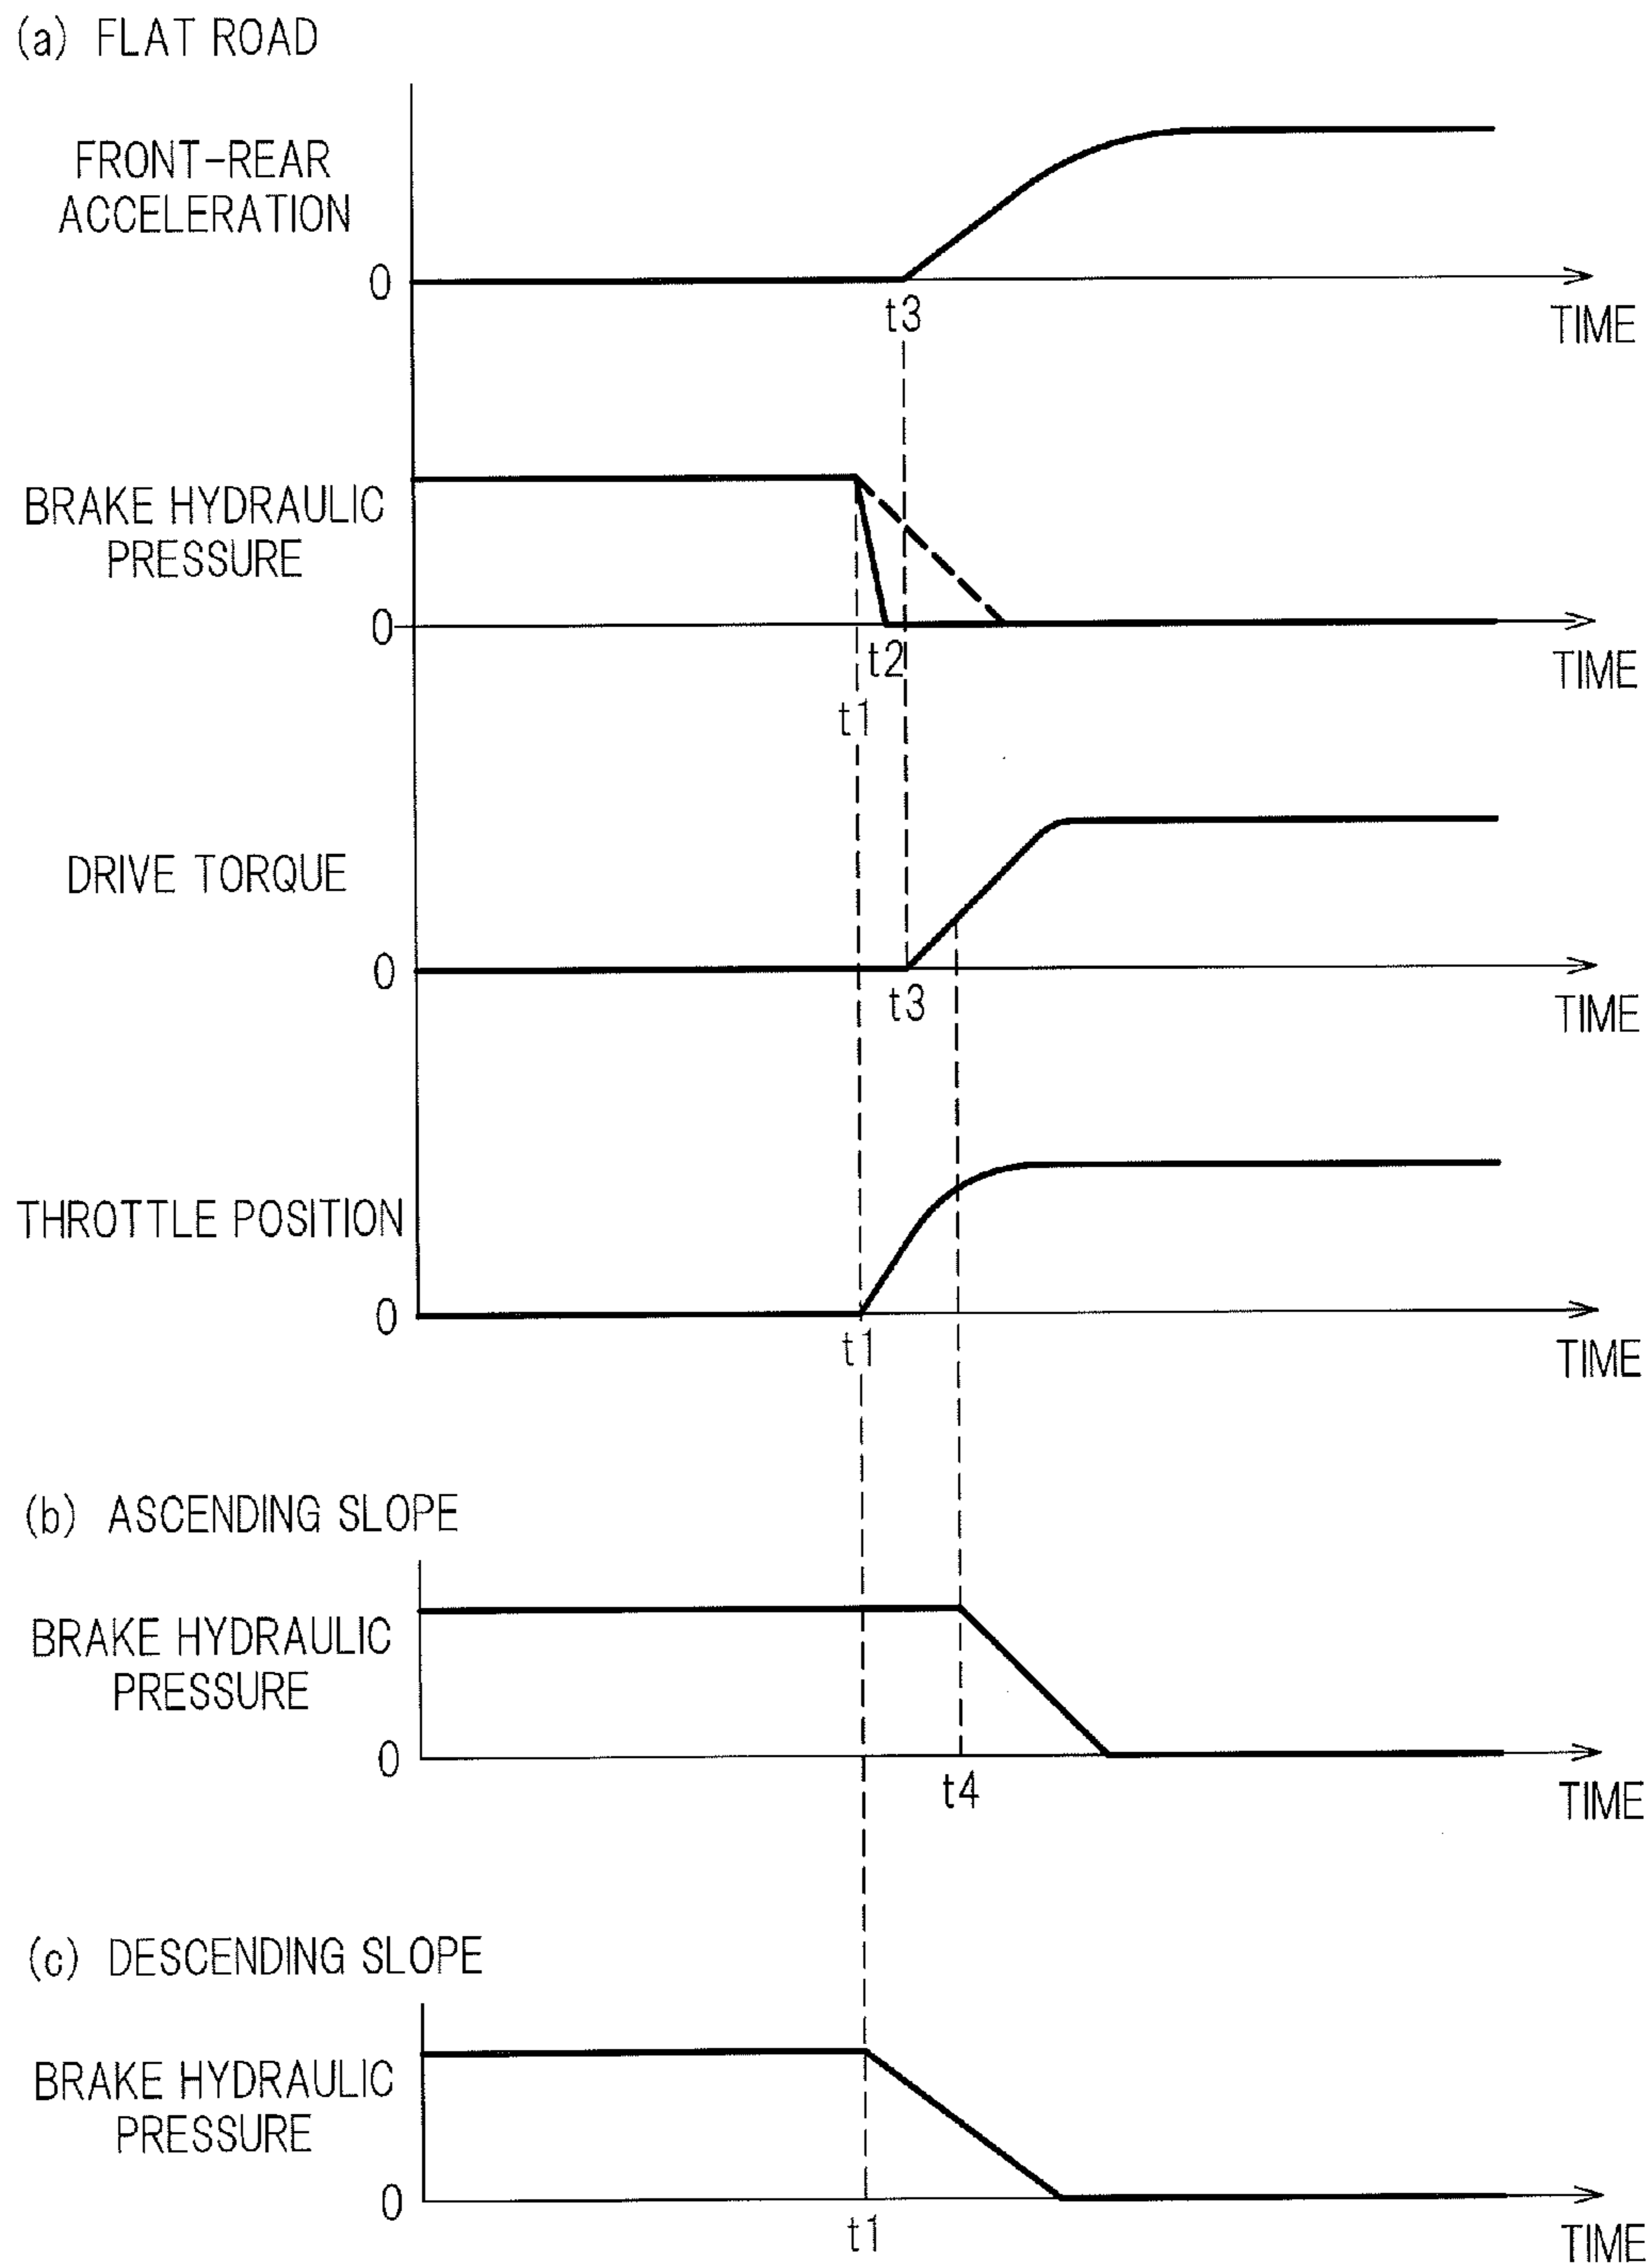 (a) FLAT ROAD
FRONT-REAR
ACCELERATION
0
t3
TIME
BRAKE HYDRAULIC
PRESSURE
0
t2
TIME
t1
DRIVE TORQUE
0
t3
TIME
THROTTLE POSITION
0
t1
TIME
(b) ASCENDING SLOPE
BRAKE HYDRAULIC
PRESSURE
0
t4
TIME
(c) DESCENDING SLOPE
BRAKE HYDRAULIC
PRESSURE
0
t1
TIME